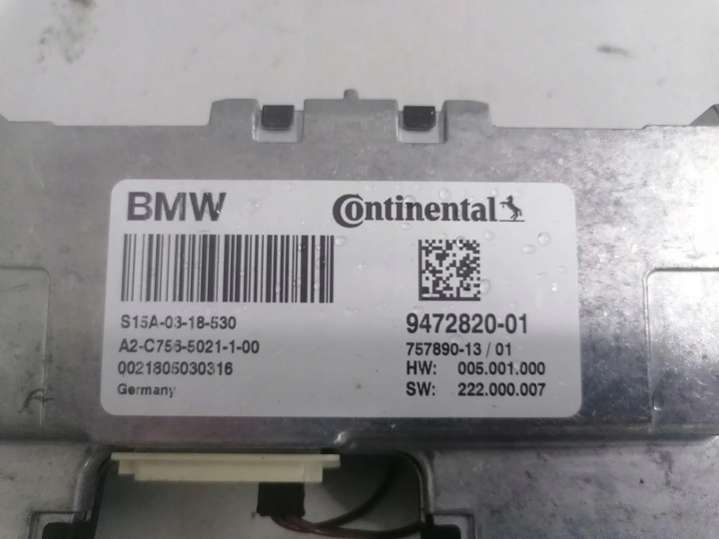 BMW Continental
S15A-03-18-530 9472820-01
A2-C756-5021-1-00 757890-13 / 01
0021805030316 HW: 005.001.000
Germany SW: 222.000.007